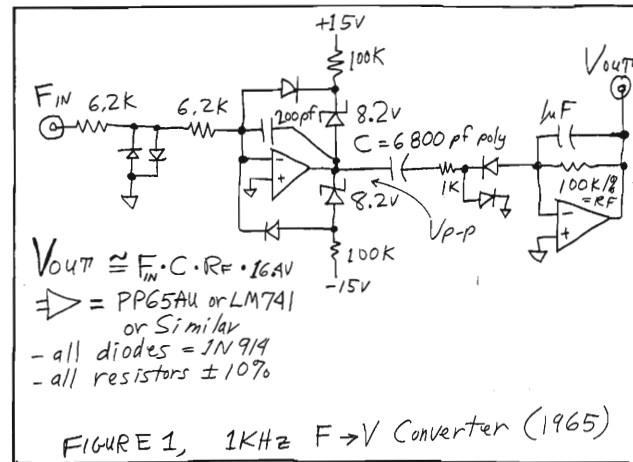 +15V
100K
VOUT
FIN
6.2K
6.2K
200pf
8.2V
C = 6800 pf poly
1µF
1K
100K/1%
=RF
-
+
-
+
8.2V
Vp-p
100K
-15V
VOUT ≅ FIN · C · RF · 16.4V
= PP65AU or LM741
or Similar
- all diodes = 1N914
- all resistors ± 10%
FIGURE 1, 1KHz F→V Converter (1965)